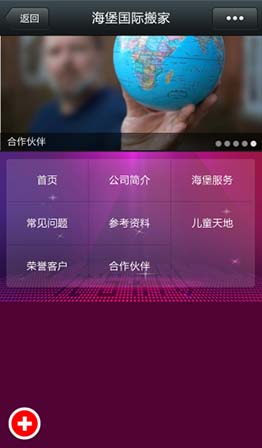 返回 海堡国际搬家
合作伙伴
首页 公司简介 海堡服务
常见问题 参考资料 儿童天地
荣誉客户 合作伙伴